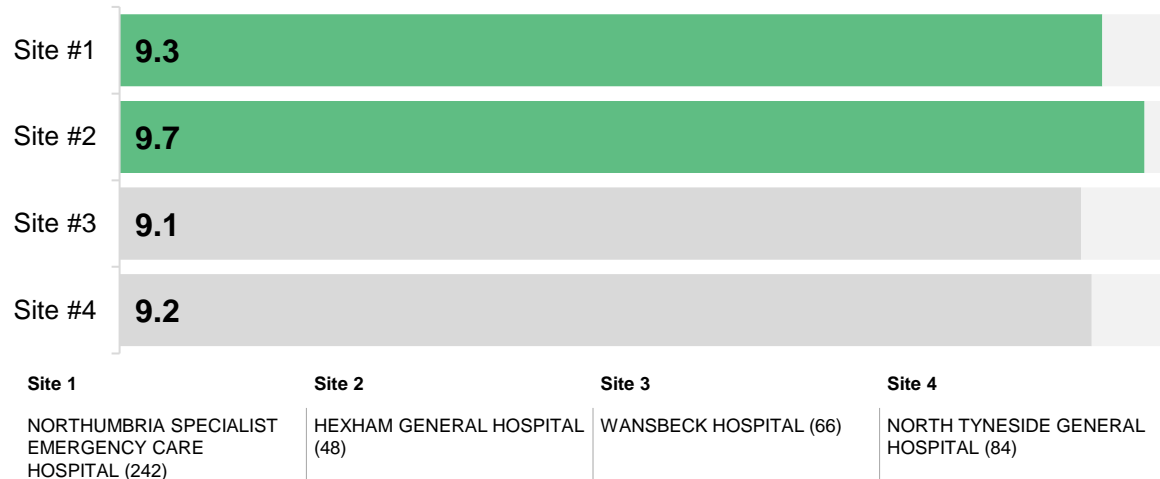 Site #1
9.3
Site #2
9.7
Site #3
9.1
Site #4
9.2
Site 1
NORTHUMBRIA SPECIALIST
EMERGENCY CARE
HOSPITAL (242)
Site 2
HEXHAM GENERAL HOSPITAL
(48)
Site 3
WANSBECK HOSPITAL (66)
Site 4
NORTH TYNESIDE GENERAL
HOSPITAL (84)